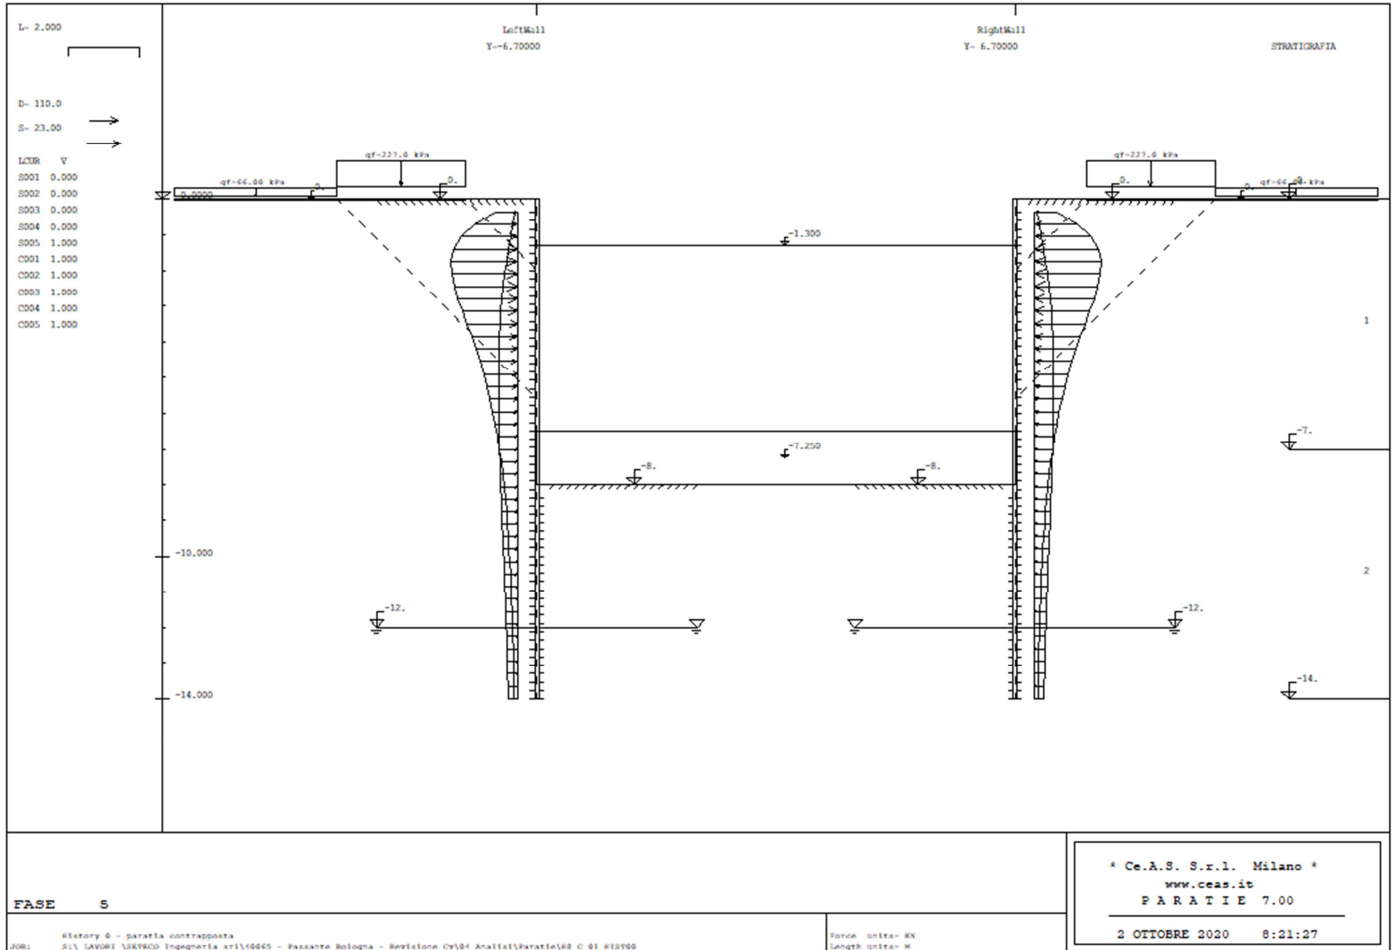 L= 2.000
LeftWall
RightWall
Y=-6.70000
Y= 6.70000
STRATIGRAFIA
D= 110.0
S= 23.00
LCUR V
S001 0.000
S002 0.000
S003 0.000
S004 0.000
S005 1.000
C001 1.000
C002 1.000
C003 1.000
C004 1.000
C005 1.000
qf=227.0 kPa
qf=227.0 kPa
qf=66.00 kPa
0.
0.
0.
0.
0.0000
-1.300
1
-7.
-7.250
-8.
-8.
-10.000
2
-12.
-12.
-14.000
-14.
* Ce.A.S. S.r.l. Milano *
www.ceas.it
P A R A T I E 7.00
FASE 5
2 OTTOBRE 2020 8:21:27
History 0 - paratia contrapposta
Force units= KN
JOB:
Length units= M